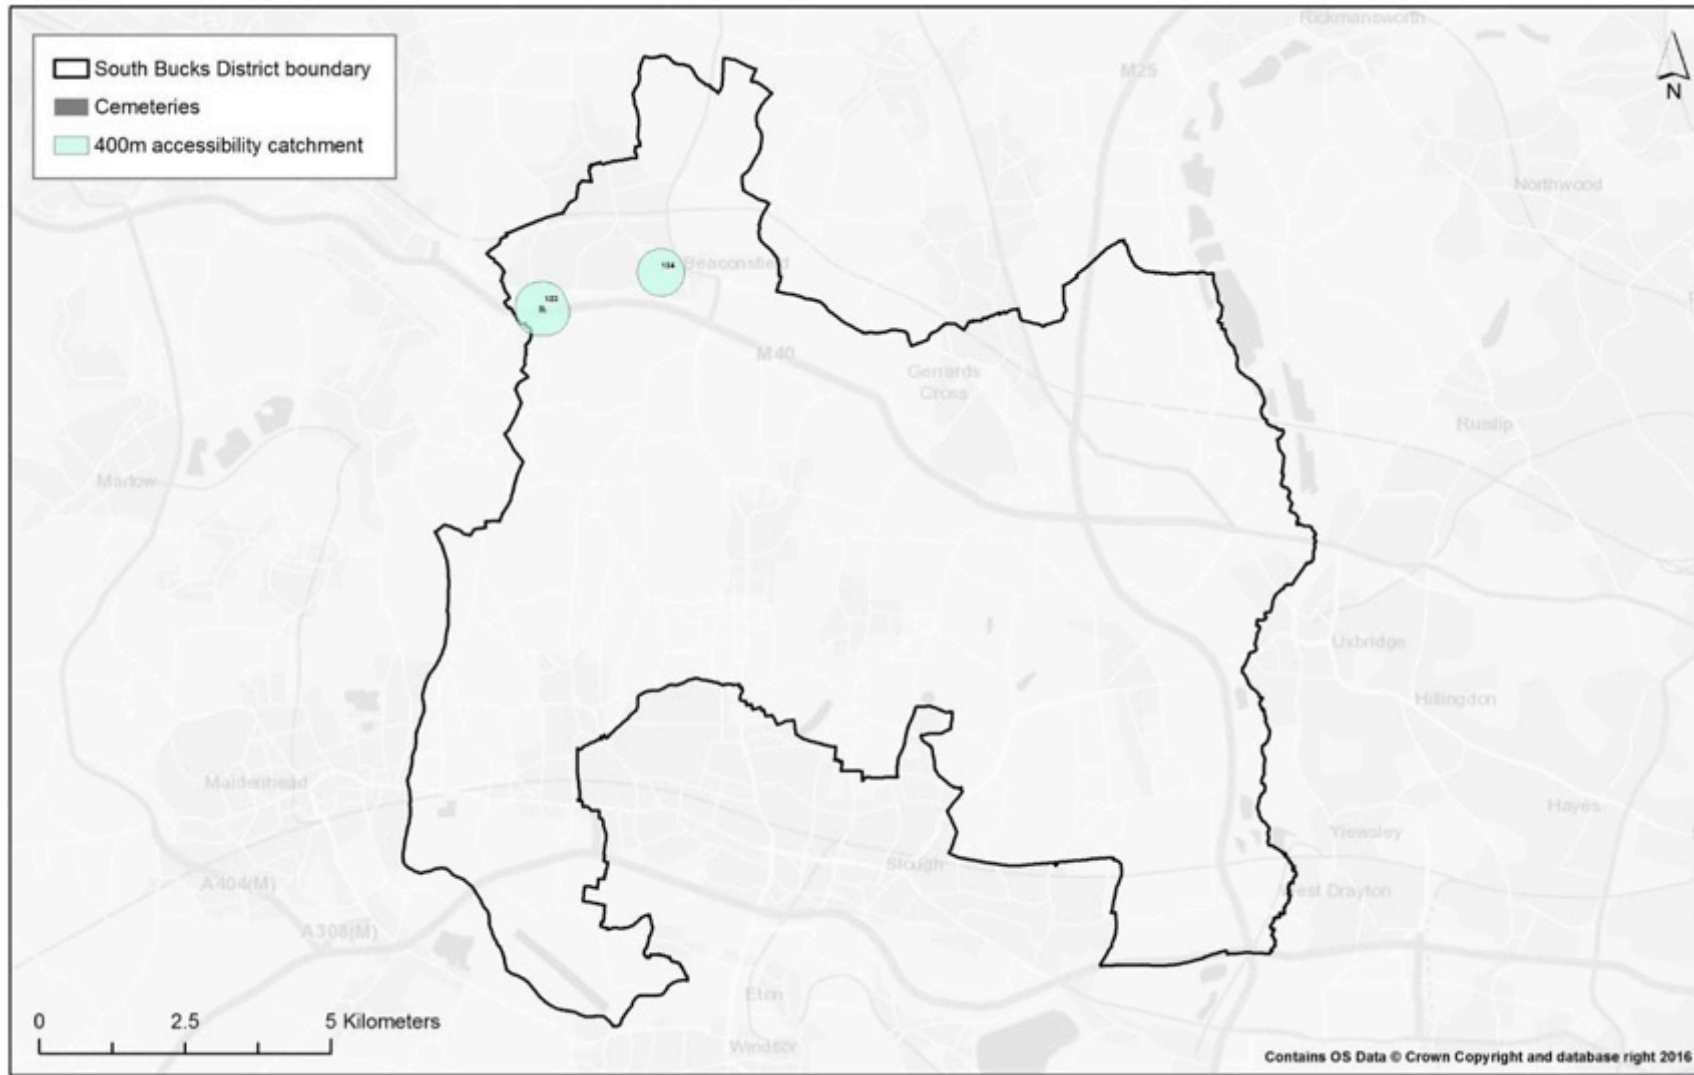 South Bucks District boundary
Cemeteries
400m accessibility catchment
Rickmansworth
M25
N
Northwood
Beaconsfield
M40
Gerrards
Cross
Ruislip
Marlow
Uxbridge
Hillingdon
Maidenhead
Hayes
Yiewsley
Slough
A404(M)
West Drayton
A308(M)
Eton
Windsor
0 2.5 5 Kilometers
Contains OS Data © Crown Copyright and database right 2016